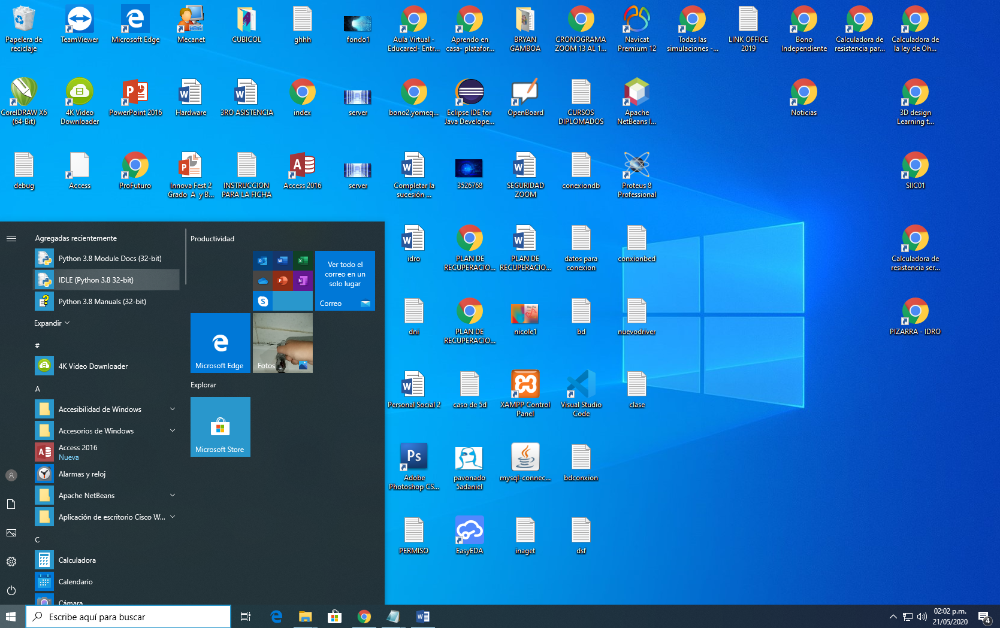 Papelera de
reciclaje
TeamViewer
Microsoft Edge
Mecanet
CUBICOL
ghhh
fondo1
Aula Virtual -
Educared- Entr...
Aprendo en
casa- platafor...
BRYAN
GAMBOA
CRONOGRAMA
ZOOM 13 AL 1...
Navicat
Premium 12
Todas las
simulaciones -...
LINK OFFICE
2019
Bono
Independiente
Calculadora de
resistencia par...
Calculadora de
la ley de Oh...
CorelDRAW X6
(64-Bit)
4K Video
Downloader
PowerPoint 2016
Hardware
3RO ASISTENCIA
index
server
bono2.yomeq...
Eclipse IDE for
Java Develope...
OpenBoard
CURSOS
DIPLOMADOS
Apache
NetBeans I...
Noticias
3D design
Learning t...
debug
Access
ProFuturo
Innova Fest 2
Grado A y B...
INSTRUCCION
PARA LA FICHA
Access 2016
server
Completar la
sucesión ...
3526768
SEGURIDAD
ZOOM
conexiondb
Proteus 8
Professional
SIIC01
idro
PLAN DE
RECUPERACIO...
PLAN DE
RECUPERACIO...
datos para
conexion
conxionbed
Calculadora de
resistencia ser...
dni
PLAN DE
RECUPERACIO...
nicole1
bd
nuevodriver
PIZARRA - IDRO
Personal Social 2
caso de 5d
XAMPP Control
Panel
Visual Studio
Code
clase
Ps
Adobe
Photoshop CS...
pavonado
5adaniel
mysql-connec...
bdconxion
PERMISO
EasyEDA
inaget
dsf
Agregadas recientemente
Python 3.8 Module Docs (32-bit)
IDLE (Python 3.8 32-bit)
Python 3.8 Manuals (32-bit)
Expandir
#
4K Video Downloader
A
Accesibilidad de Windows
Accesorios de Windows
Access 2016
Nueva
Alarmas y reloj
Apache NetBeans
Aplicación de escritorio Cisco W...
C
Calculadora
Calendario
Cámara
Productividad
Ver todo el
correo en un
solo lugar
Correo
Microsoft Edge
Fotos
Explorar
Microsoft Store
Escribe aquí para buscar
02:02 p.m.
21/05/2020
4